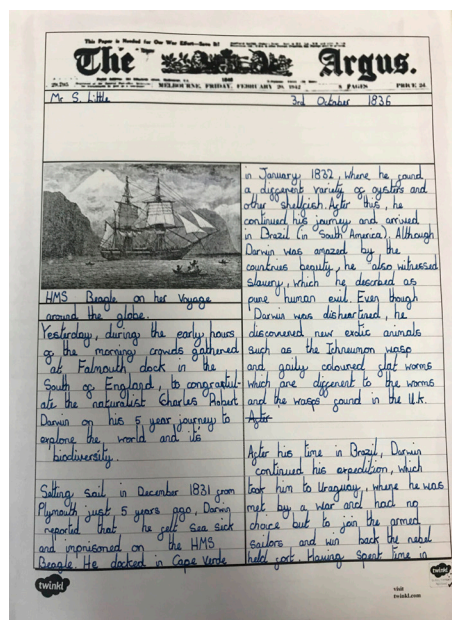 This Paper is Needed for Our War Effort—Save It!
The Argus.
MELBOURNE, FRIDAY, FEBRUARY 20, 1942
8 PAGES
PRICE 2d
Mr S. Little
3rd October 1836
HMS Beagle on her Voyage
around the globe.
Yesterday, during the early hours
of the morning crowds gathered
at Falmouth dock in the
South of England, to congratul-
ate the naturalist Charles Robert
Darwin on his 5 year journey to
explore the world and it's
biodiversity.
Setting sail in December 1831 from
Plymouth just 5 years ago, Darwin
reported that he felt sea sick
and imprisoned on the HMS
Beagle. He docked in Cape Verde
in January 1832, where he found
a different variety of oysters and
other shellfish. After this, he
continued his journey and arrived
in Brazil (in South America). Although
Darwin was amazed by the
countries beauty, he also witnessed
slavery, which he described as
pure human evil. Even though
Darwin was disheartened, he
discovered new exotic animals
such as the Ichneumon wasp
and gaily coloured flat worms
which are different to the worms
and the wasps found in the U.K.
After
After his time in Brazil, Darwin
continued his expedition, which
took him to Uraguay, where he was
met by a war and had no
choice but to join the armed
sailors and win back the rebel
held fort. Having spent time in
twinkl
visit
twinkl.com
twinkl